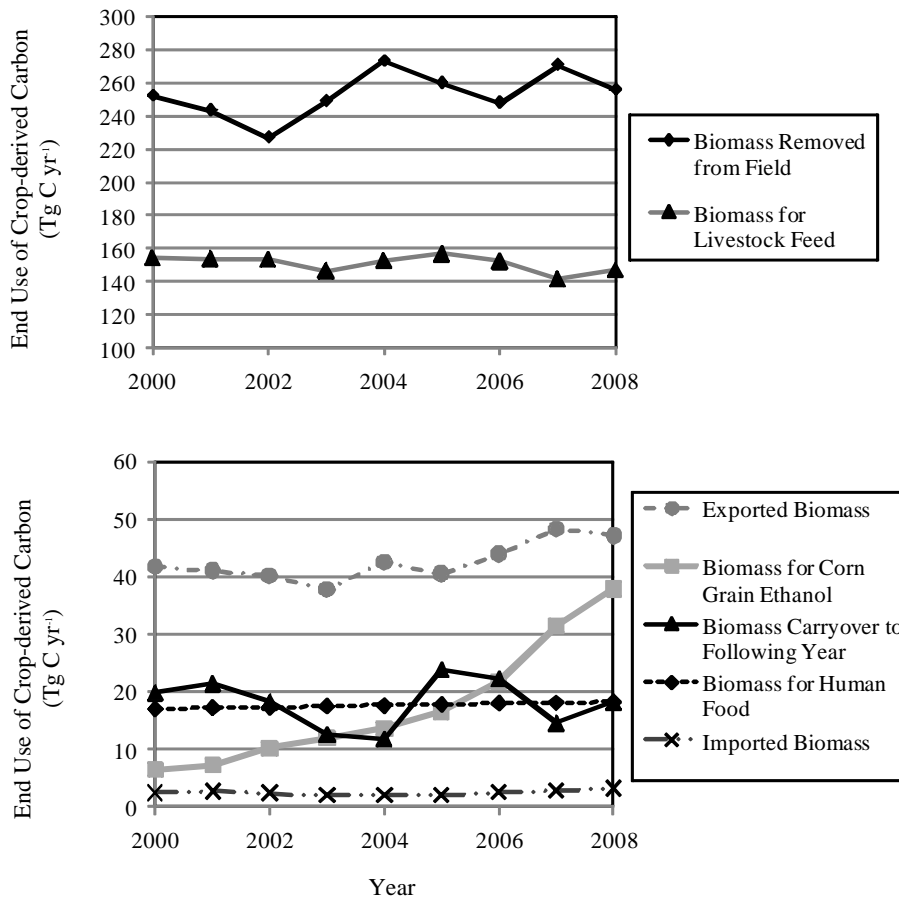 End Use of Crop-derived Carbon
(Tg C yr-1)
300
280
260
240
220
200
180
160
140
120
100
2000
2002
2004
2006
2008
Biomass Removed
from Field
Biomass for
Livestock Feed
End Use of Crop-derived Carbon
(Tg C yr-1)
60
50
40
30
20
10
0
2000
2002
2004
2006
2008
Year
Exported Biomass
Biomass for Corn
Grain Ethanol
Biomass Carryover to
Following Year
Biomass for Human
Food
Imported Biomass